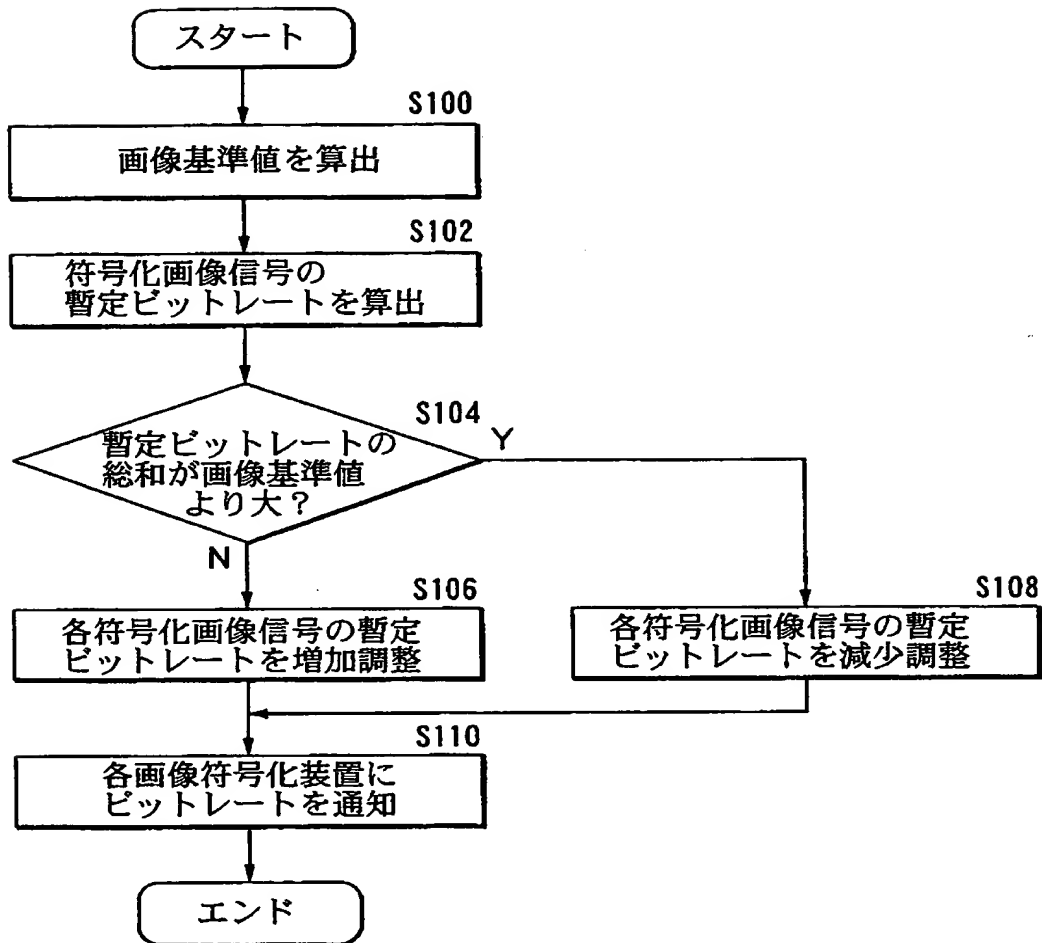 スタート
S100
画像基準値を算出
S102
符号化画像信号の
暫定ビットレートを算出
S104
暫定ビットレートの
総和が画像基準値
より大？
Y
N
S106
各符号化画像信号の暫定
ビットレートを増加調整
S108
各符号化画像信号の暫定
ビットレートを減少調整
S110
各画像符号化装置に
ビットレートを通知
エンド